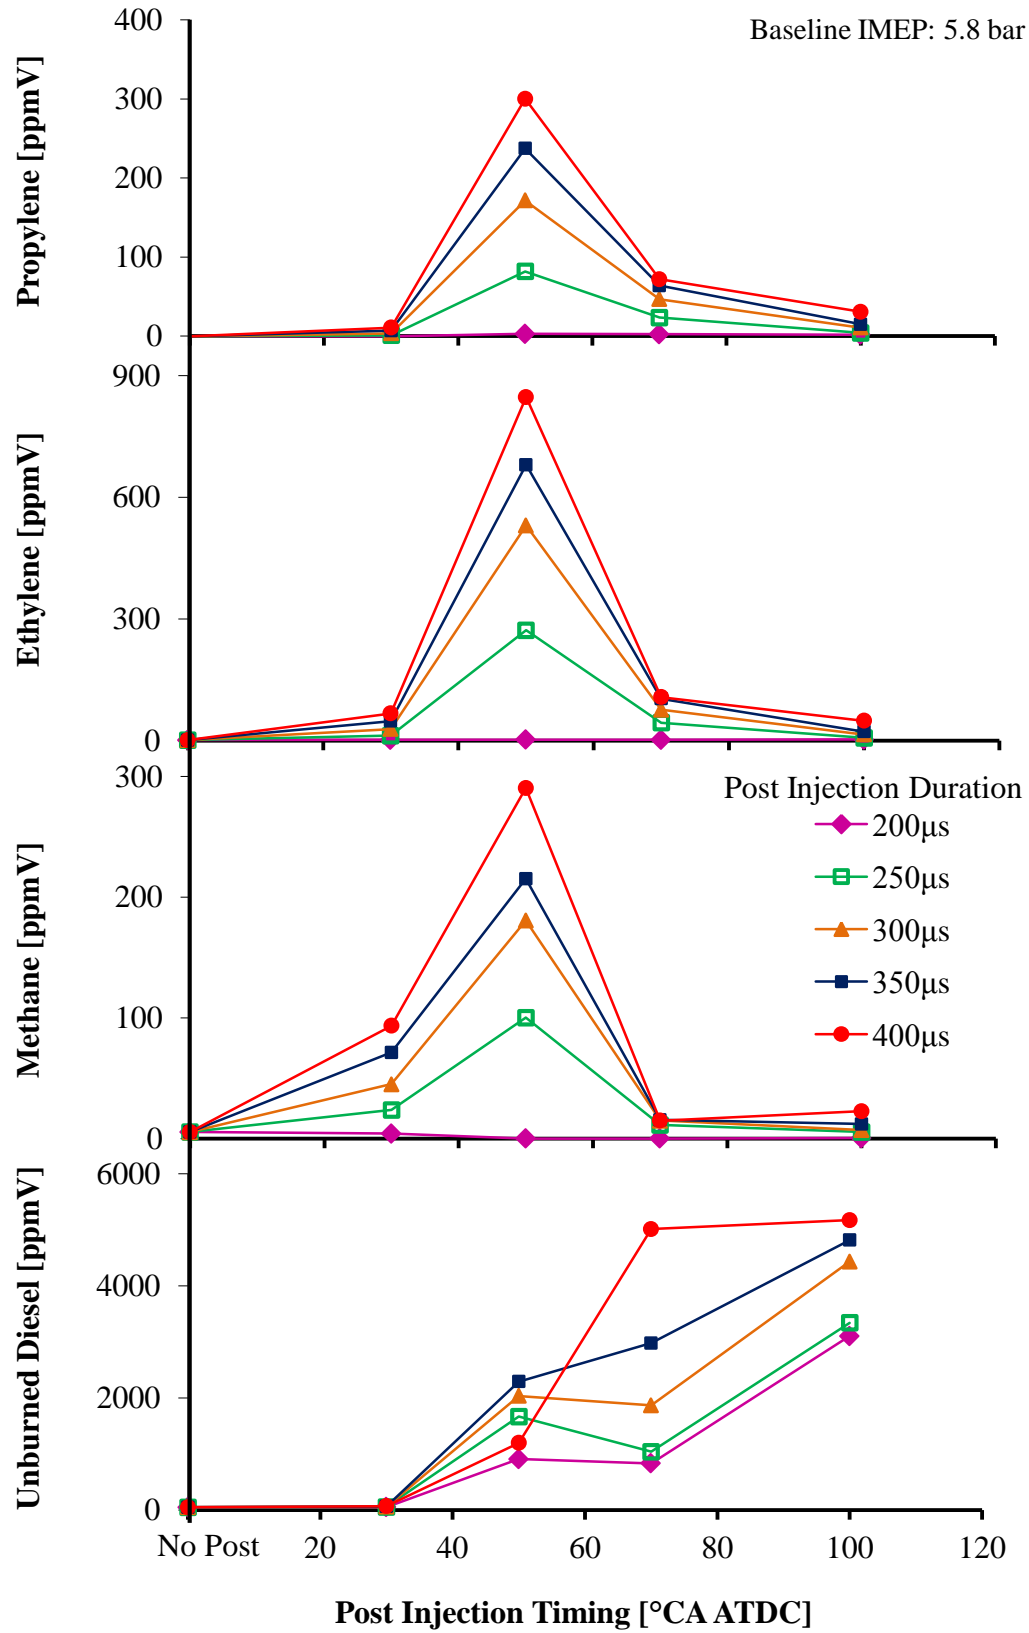 Baseline IMEP: 5.8 bar
Propylene [ppmV]
400
300
200
100
0
Ethylene [ppmV]
900
600
300
0
Methane [ppmV]
300
200
100
0
Post Injection Duration
200μs
250μs
300μs
350μs
400μs
Unburned Diesel [ppmV]
6000
4000
2000
0
No Post 20 40 60 80 100 120
Post Injection Timing [°CA ATDC]